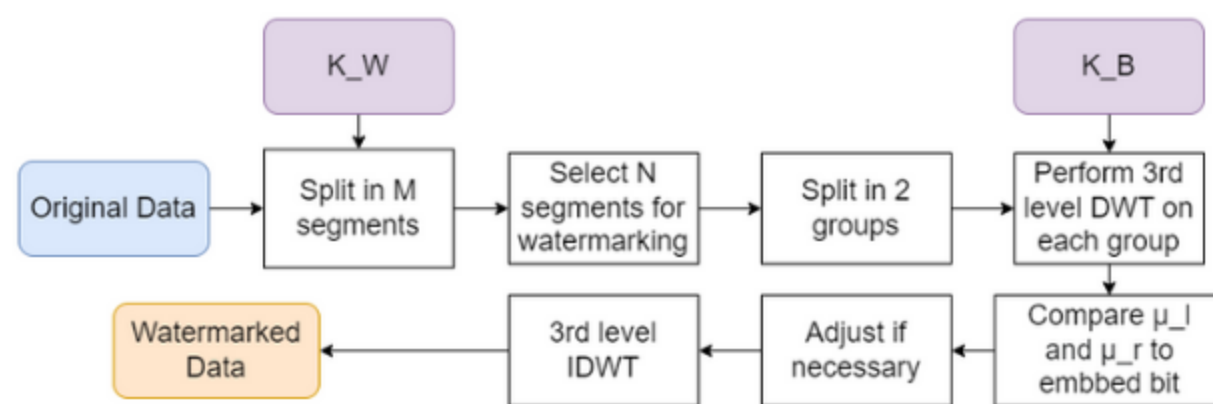 K_W
K_B
Original Data
Split in M
segments
Select N
segments for
watermarking
Split in 2
groups
Perform 3rd
level DWT on
each group
Watermarked
Data
3rd level
IDWT
Adjust if
necessary
Compare μ_l
and μ_r to
embbed bit